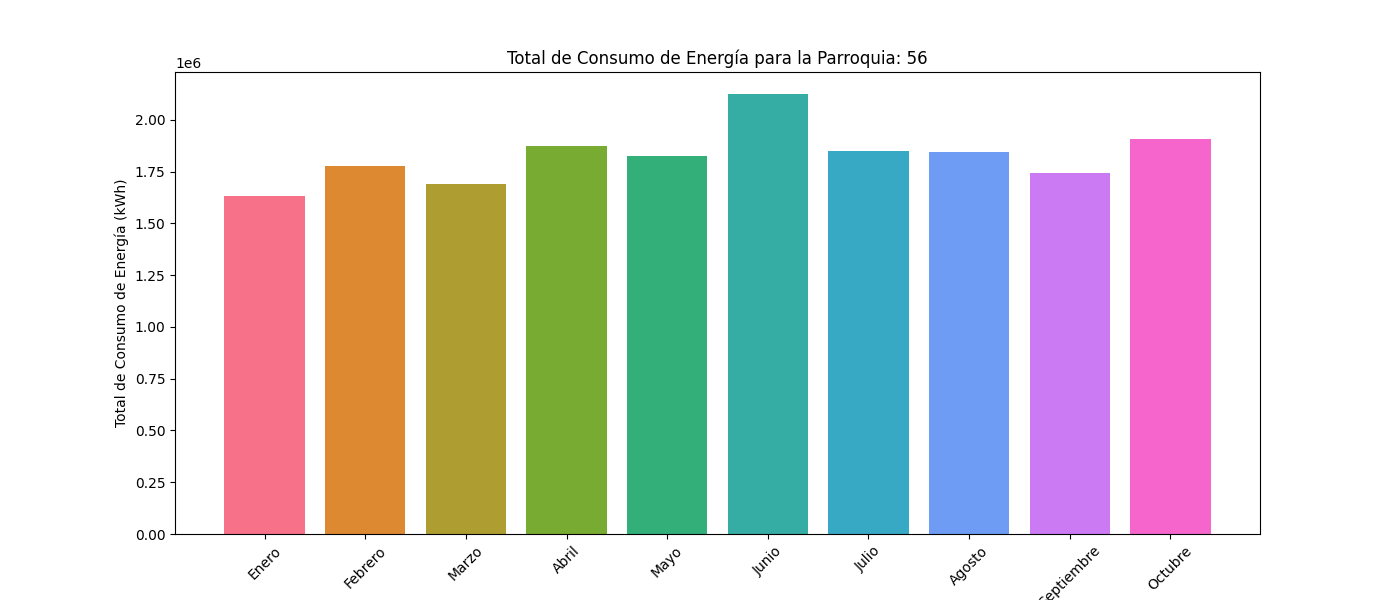 Total de Consumo de Energía para la Parroquia: 56
1e6
2.00
1.75
1.50
1.25
1.00
0.75
0.50
0.25
0.00
Total de Consumo de Energía (kWh)
Enero
Febrero
Marzo
Abril
Mayo
Junio
Julio
Agosto
Septiembre
Octubre